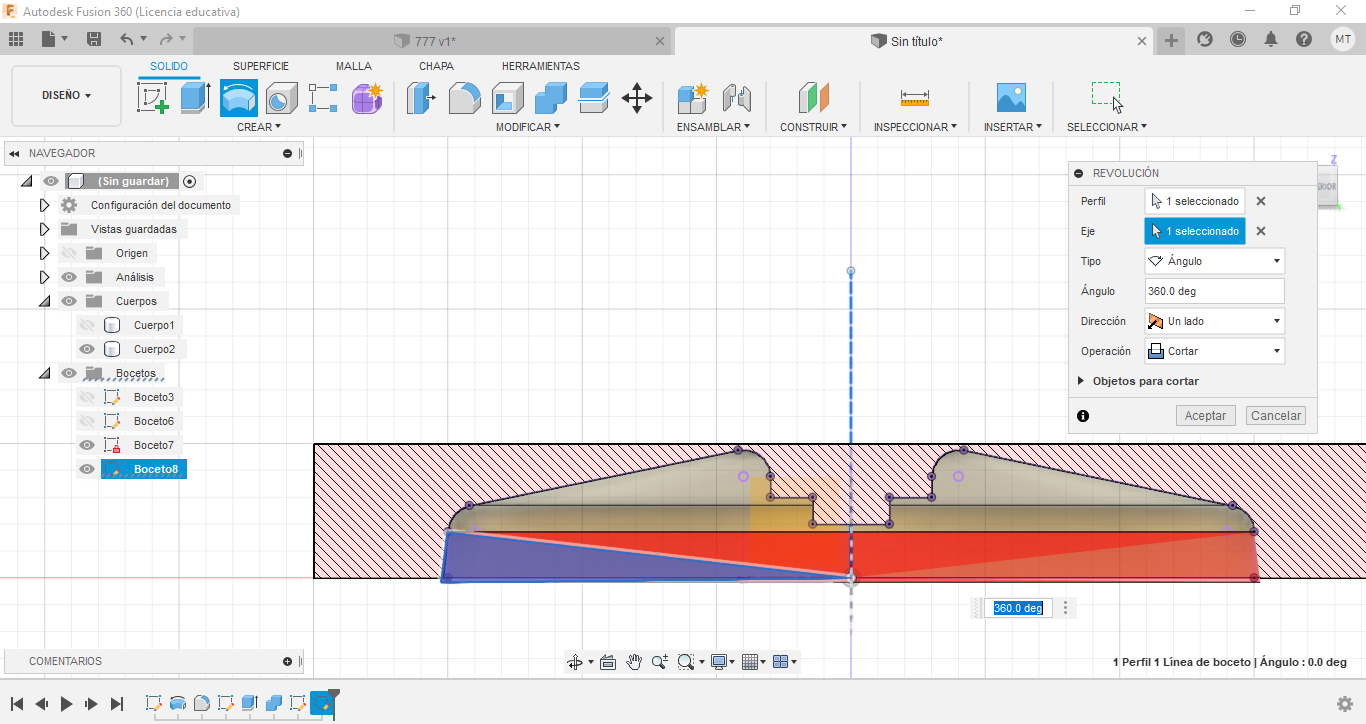 Autodesk Fusion 360 (Licencia educativa)
777 v1*
Sin título*
MT
DISEÑO
SOLIDO
SUPERFICIE
MALLA
CHAPA
HERRAMIENTAS
CREAR
MODIFICAR
ENSAMBLAR
CONSTRUIR
INSPECCIONAR
INSERTAR
SELECCIONAR
NAVEGADOR
(Sin guardar)
Configuración del documento
Vistas guardadas
Origen
Análisis
Cuerpos
Cuerpo1
Cuerpo2
Bocetos
Boceto3
Boceto6
Boceto7
Boceto8
Z
REVOLUCIÓN
Perfil 1 seleccionado
Eje 1 seleccionado
Tipo Ángulo
Ángulo 360.0 deg
Dirección Un lado
Operación Cortar
Objetos para cortar
Aceptar Cancelar
360.0 deg
COMENTARIOS
1 Perfil 1 Línea de boceto | Ángulo : 0.0 deg